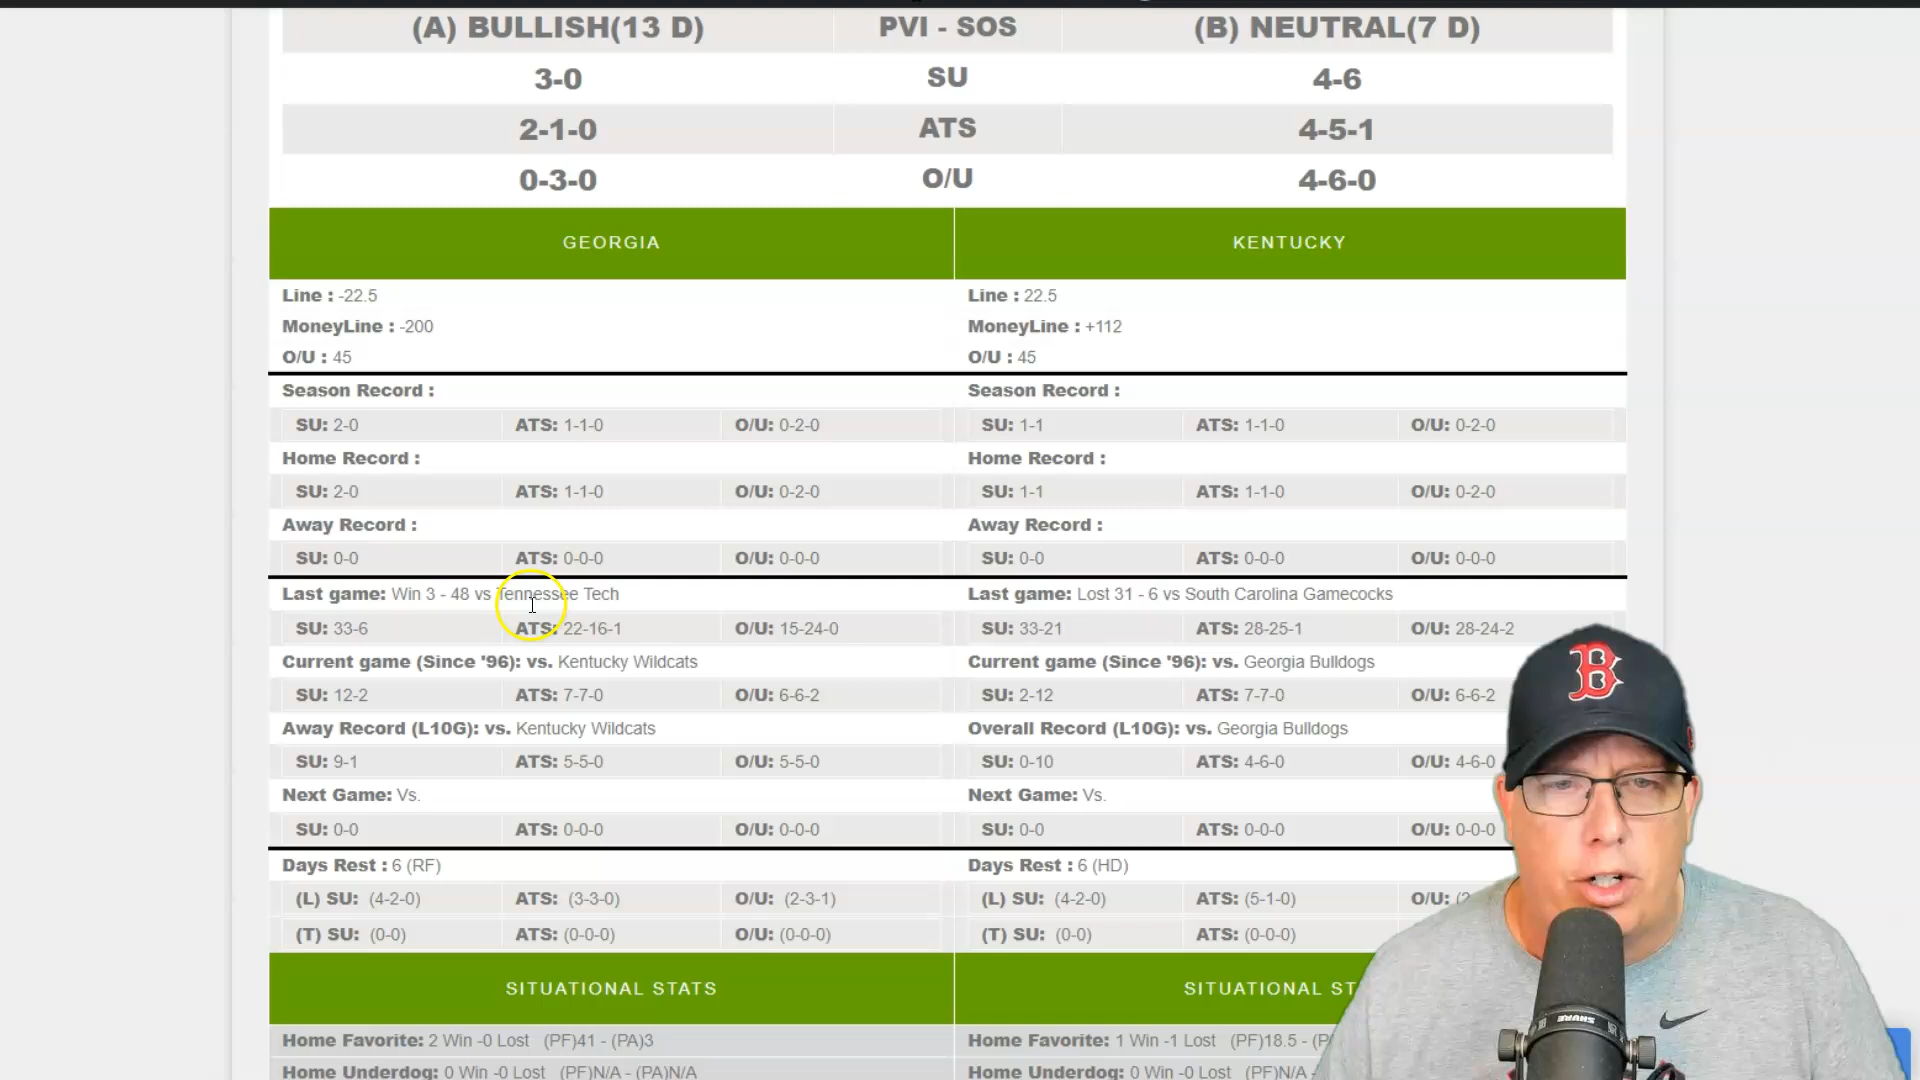 (A) BULLISH(13 D) PVI - SOS (B) NEUTRAL(7 D)
3-0 SU 4-6
2-1-0 ATS 4-5-1
0-3-0 O/U 4-6-0
GEORGIA KENTUCKY
Line : -22.5 Line : 22.5
MoneyLine : -200 MoneyLine : +112
O/U : 45 O/U : 45
Season Record : Season Record :
SU: 2-0 ATS: 1-1-0 O/U: 0-2-0 SU: 1-1 ATS: 1-1-0 O/U: 0-2-0
Home Record : Home Record :
SU: 2-0 ATS: 1-1-0 O/U: 0-2-0 SU: 1-1 ATS: 1-1-0 O/U: 0-2-0
Away Record : Away Record :
SU: 0-0 ATS: 0-0-0 O/U: 0-0-0 SU: 0-0 ATS: 0-0-0 O/U: 0-0-0
Last game: Win 3 - 48 vs Tennessee Tech Last game: Lost 31 - 6 vs South Carolina Gamecocks
SU: 33-6 ATS: 22-16-1 O/U: 15-24-0 SU: 33-21 ATS: 28-25-1 O/U: 28-24-2
Current game (Since '96): vs. Kentucky Wildcats Current game (Since '96): vs. Georgia Bulldogs
SU: 12-2 ATS: 7-7-0 O/U: 6-6-2 SU: 2-12 ATS: 7-7-0 O/U: 6-6-2
Away Record (L10G): vs. Kentucky Wildcats Overall Record (L10G): vs. Georgia Bulldogs
SU: 9-1 ATS: 5-5-0 O/U: 5-5-0 SU: 0-10 ATS: 4-6-0 O/U: 4-6-0
Next Game: Vs. Next Game: Vs.
SU: 0-0 ATS: 0-0-0 O/U: 0-0-0 SU: 0-0 ATS: 0-0-0 O/U: 0-0-0
Days Rest : 6 (RF) Days Rest : 6 (HD)
(L) SU: (4-2-0) ATS: (3-3-0) O/U: (2-3-1) (L) SU: (4-2-0) ATS: (5-1-0) O/U: (2
(T) SU: (0-0) ATS: (0-0-0) O/U: (0-0-0) (T) SU: (0-0) ATS: (0-0-0)
SITUATIONAL STATS SITUATIONAL ST
Home Favorite: 2 Win -0 Lost (PF)41 - (PA)3 Home Favorite: 1 Win -1 Lost (PF)18.5 - (P
Home Underdog: 0 Win -0 Lost (PF)N/A - (PA)N/A Home Underdog: 0 Win -0 Lost (PF)N/A -
B
SHURE